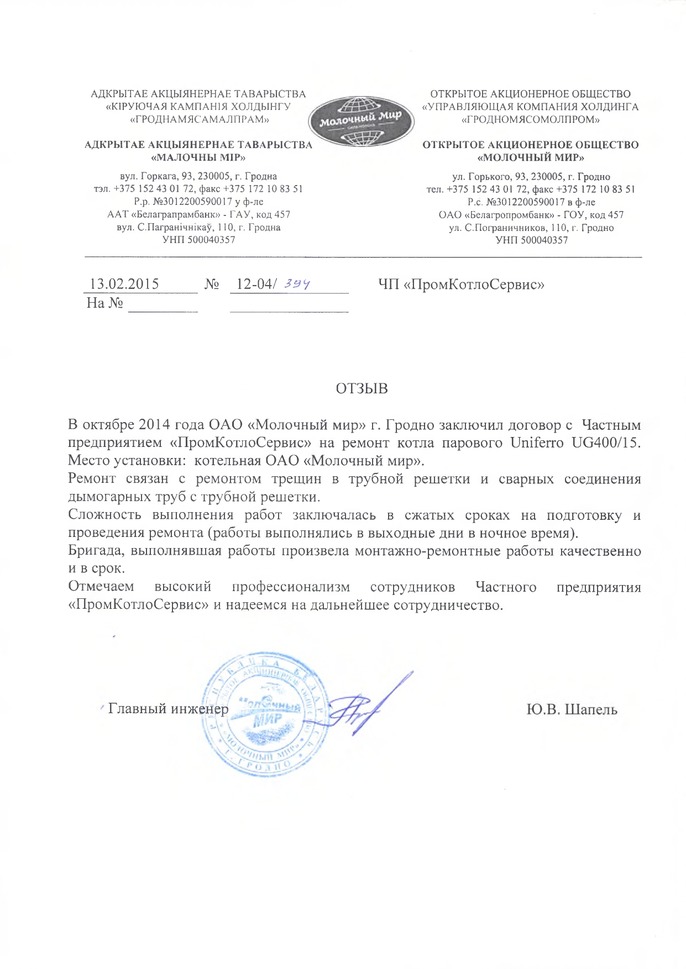 АДКРЫТАЕ АКЦЫЯНЕРНАЕ ТАВАРЫСТВА
«КІРУЮЧАЯ КАМПАНІЯ ХОЛДЫНГУ
«ГРОДНАМЯСАМАЛПРАМ»
АДКРЫТАЕ АКЦЫЯНЕРНАЕ ТАВАРЫСТВА
«МАЛОЧНЫ МІР»
вул. Горкага, 93, 230005, г. Гродна
тэл. +375 152 43 01 72, факс +375 172 10 83 51
Р.р. №3012200590017 у ф-ле
ААТ «Белаграпрамбанк» - ГАУ, код 457
вул. С.Пагранічнікаў, 110, г. Гродна
УНП 500040357
Молочный Мир
ОТКРЫТОЕ АКЦИОНЕРНОЕ ОБЩЕСТВО
«УПРАВЛЯЮЩАЯ КОМПАНИЯ ХОЛДИНГА
«ГРОДНОМЯСОМОЛПРОМ»
ОТКРЫТОЕ АКЦИОНЕРНОЕ ОБЩЕСТВО
«МОЛОЧНЫЙ МИР»
ул. Горького, 93, 230005, г. Гродно
тел. +375 152 43 01 72, факс +375 172 10 83 51
Р.с. №3012200590017 в ф-ле
ОАО «Белагропромбанк» - ГОУ, код 457
ул. С.Пограничников, 110, г. Гродно
УНП 500040357
13.02.2015 № 12-04/ 394 ЧП «ПромКотлоСервис»
На №
ОТЗЫВ
В октябре 2014 года ОАО «Молочный мир» г. Гродно заключил договор с Частным
предприятием «ПромКотлоСервис» на ремонт котла парового Uniferro UG400/15.
Место установки: котельная ОАО «Молочный мир».
Ремонт связан с ремонтом трещин в трубной решетки и сварных соединения
дымогарных труб с трубной решетки.
Сложность выполнения работ заключалась в сжатых сроках на подготовку и
проведения ремонта (работы выполнялись в выходные дни в ночное время).
Бригада, выполнявшая работы произвела монтажно-ремонтные работы качественно
и в срок.
Отмечаем высокий профессионализм сотрудников Частного предприятия
«ПромКотлоСервис» и надеемся на дальнейшее сотрудничество.
Главный инженер Ю.В. Шапель
РЕСПУБЛИКА БЕЛАРУСЬ
Молочный
МИР
«МОЛОЧНЫЙ МИР»
Г. ГРОДНО